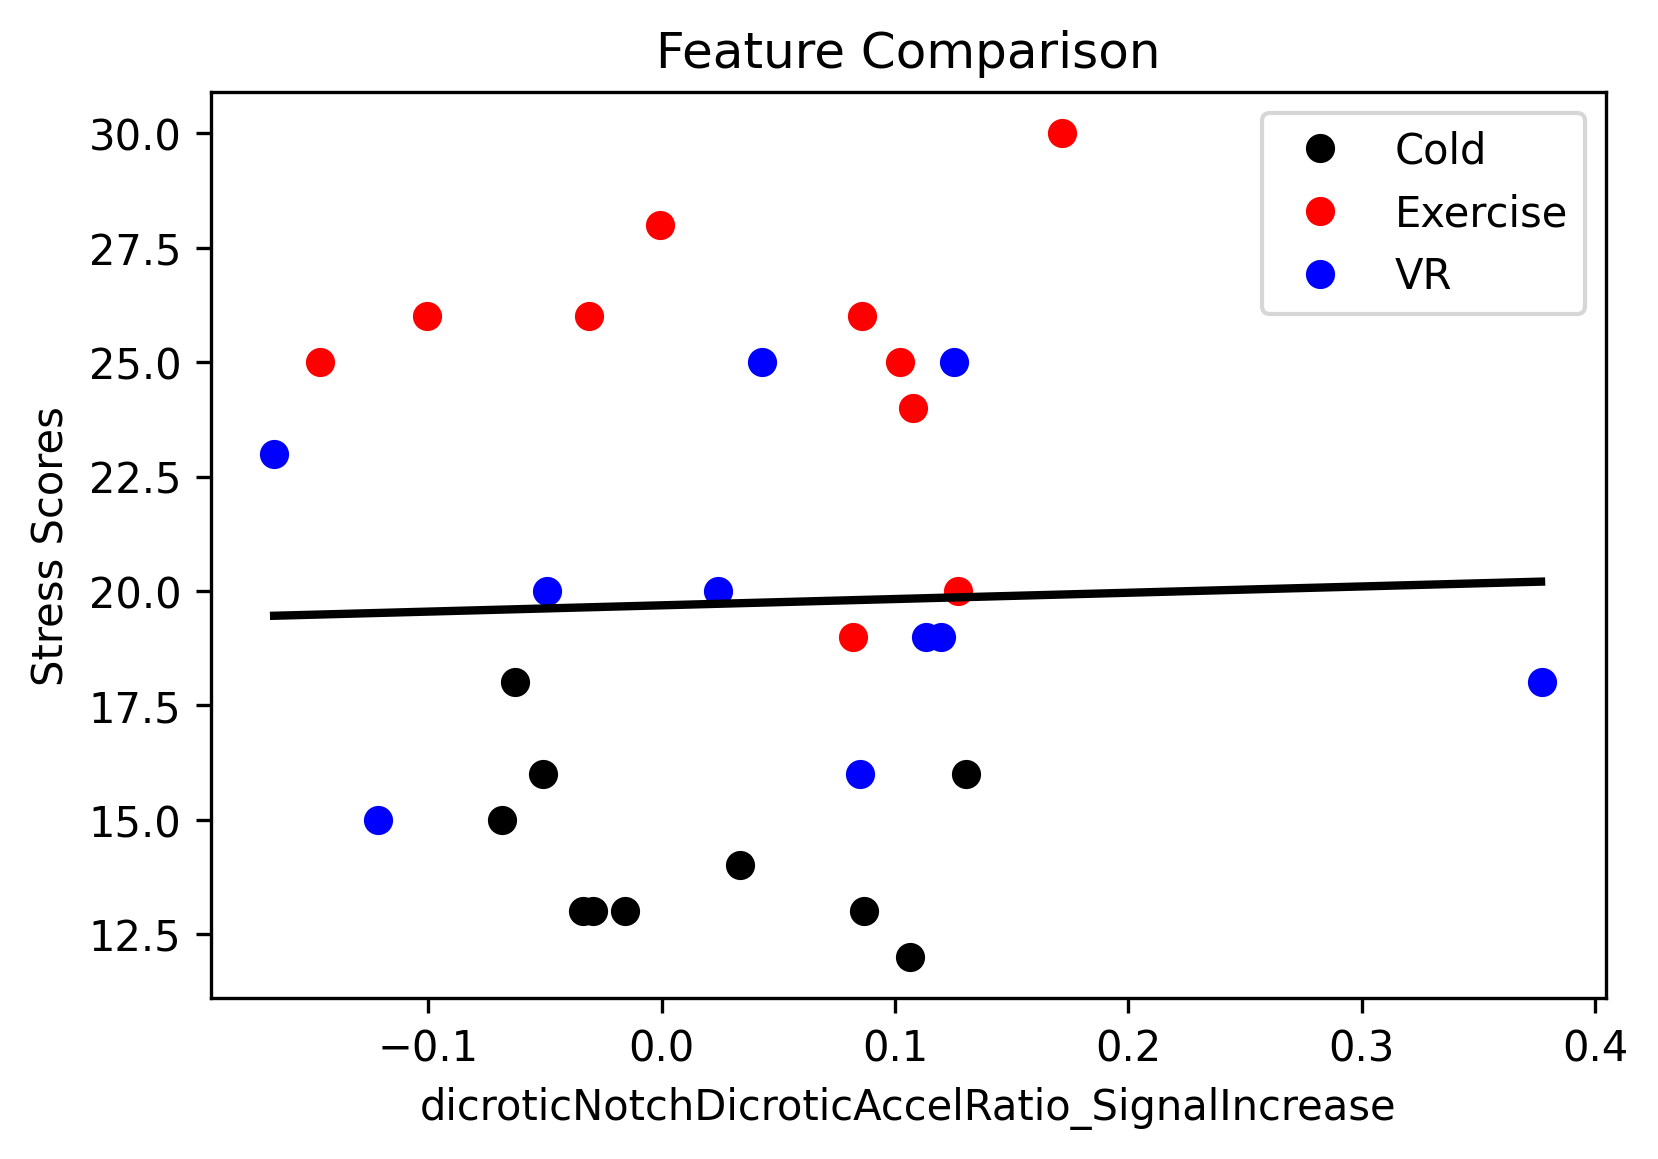 Feature Comparison
30.0
27.5
25.0
22.5
20.0
17.5
15.0
12.5
Stress Scores
Cold
Exercise
VR
−0.1 0.0 0.1 0.2 0.3 0.4
dicroticNotchDicroticAccelRatio_SignalIncrease